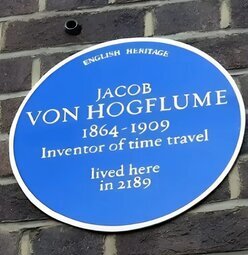 ENGLISH HERITAGE
JACOB
VON HOGFLUME
1864-1909
Inventor of time travel
lived here
in 2189